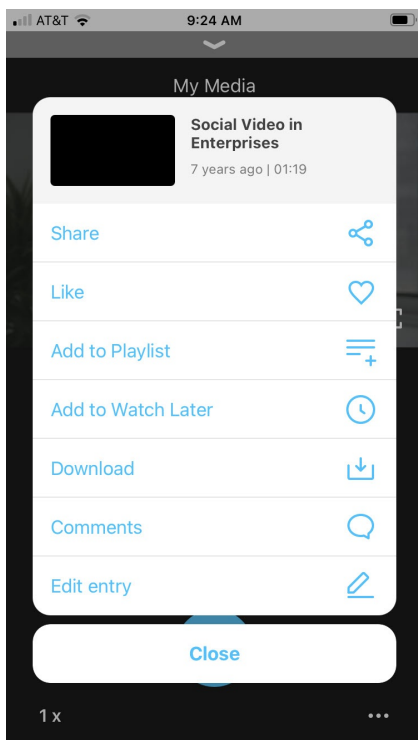 AT&T 9:24 AM
My Media
Social Video in
Enterprises
7 years ago | 01:19
Share
Like
Add to Playlist
Add to Watch Later
Download
Comments
Edit entry
Close
1 x